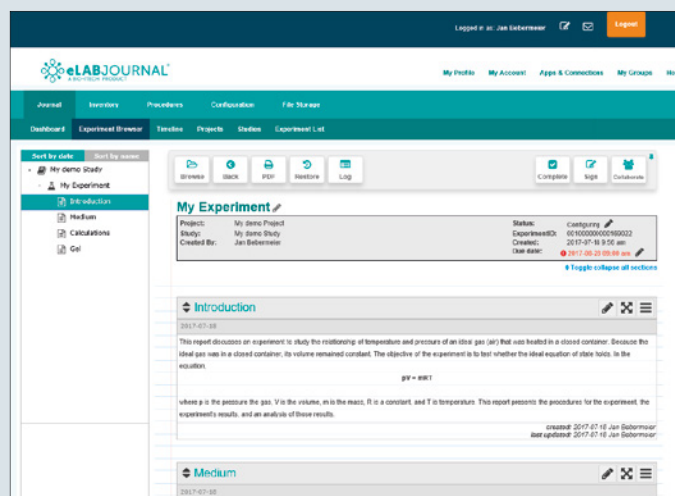 Logged in as: Jan Bebermeier
Logout
eLABJOURNAL
A BIO-ITECH PRODUCT
My Profile My Account Apps & Connections My Groups
Journal Inventory Procedures Configuration File Storage
Dashboard Experiment Browser Timeline Projects Studies Experiment List
Sort by date Sort by name
My demo Study
My Experiment
Introduction
Medium
Calculations
Gel
Browse Back PDF Restore Log Complete Sign Collaborate
My Experiment
Project: My demo Project
Study: My demo Study
Created By: Jan Bebermeier
Status: Configuring
ExperimentID:
Created: 2017-07-18 9:50 am
Due date: 2017-08-25 09:00 am
Toggle collapse all sections
Introduction
2017-07-18
This report discusses an experiment to study the relationship of temperature and pressure of an ideal gas (air) that was heated in a closed container. Because the
ideal gas was in a closed container, its volume remained constant. The objective of the experiment is to test whether the ideal equation of state holds. In the
equation,
pV = mRT
where p is the pressure the gas, V is the volume, m is the mass, R is a constant, and T is temperature. This report presents the procedures for the experiment, the
experiment's results, and an analysis of those results.
created: 2017-07-18 Jan Bebermeier
last updated: 2017-07-18 Jan Bebermeier
Medium
2017-07-18